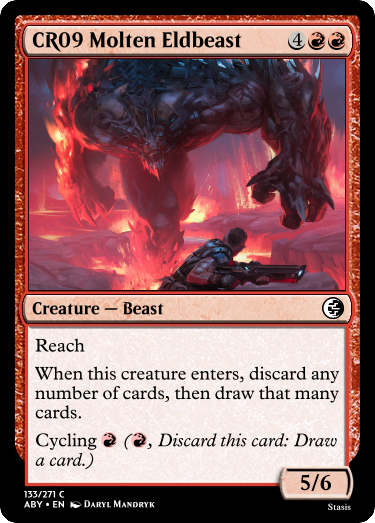 CR09 Molten Eldbeast 4
Creature — Beast
Reach
When this creature enters, discard any
number of cards, then draw that many
cards.
Cycling (, Discard this card: Draw
a card.)
5/6
133/271 C
ABY • EN Daryl Mandryk
Stasis